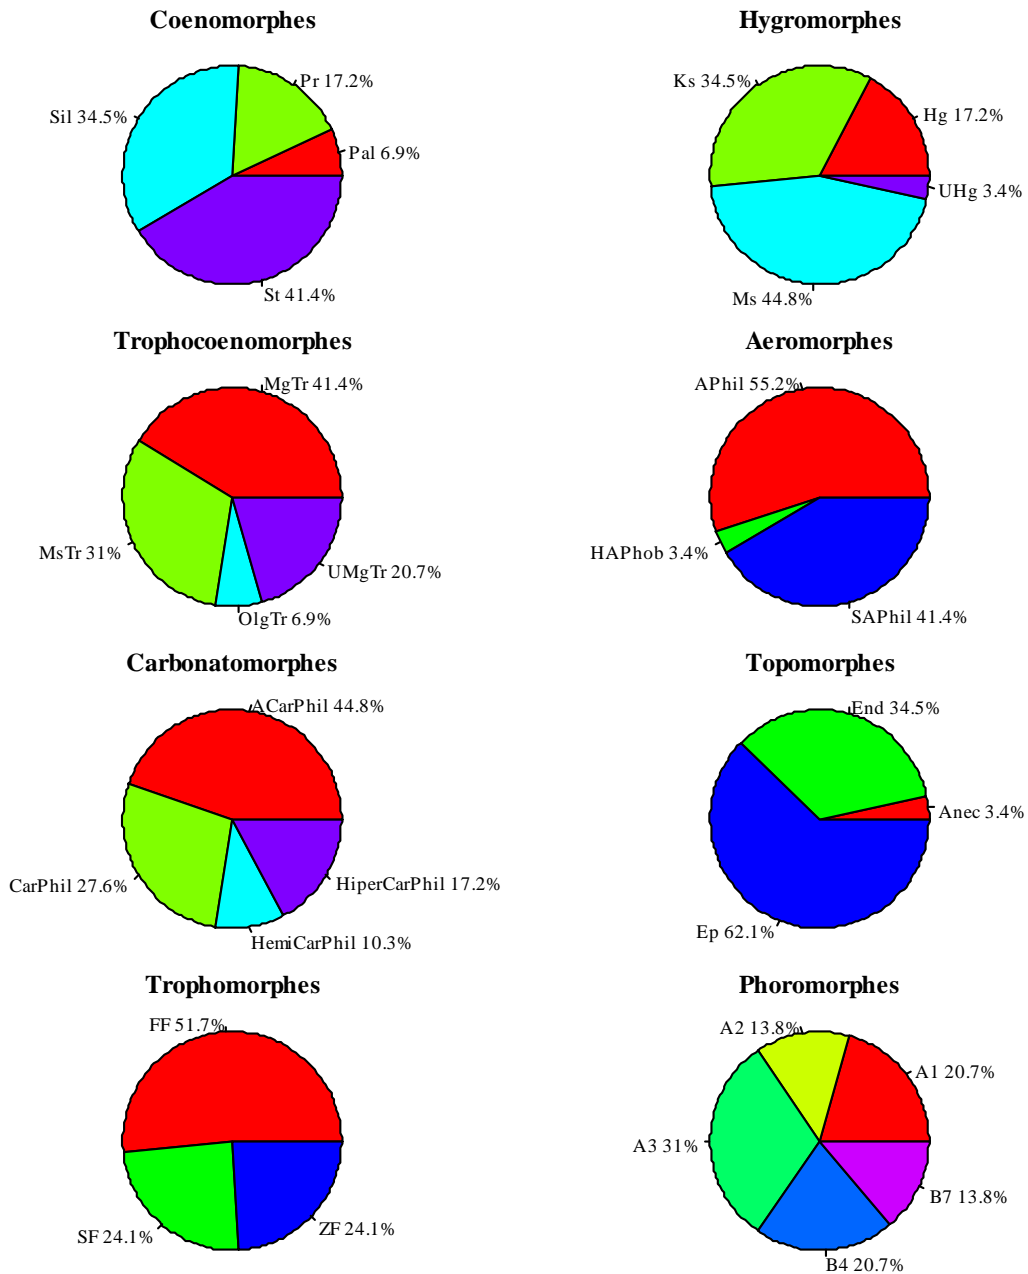 Coenomorphes
Pr 17.2%
Sil 34.5%
Pal 6.9%
St 41.4%
Hygromorphes
Ks 34.5%
Hg 17.2%
UHg 3.4%
Ms 44.8%
Trophocoenomorphes
MgTr 41.4%
MsTr 31%
UMgTr 20.7%
OlgTr 6.9%
Aeromorphes
APhil 55.2%
HAPhob 3.4%
SAPhil 41.4%
Carbonatomorphes
ACarPhil 44.8%
CarPhil 27.6%
HiperCarPhil 17.2%
HemiCarPhil 10.3%
Topomorphes
End 34.5%
Anec 3.4%
Ep 62.1%
Trophomorphes
FF 51.7%
SF 24.1%
ZF 24.1%
Phoromorphes
A2 13.8%
A1 20.7%
A3 31%
B7 13.8%
B4 20.7%